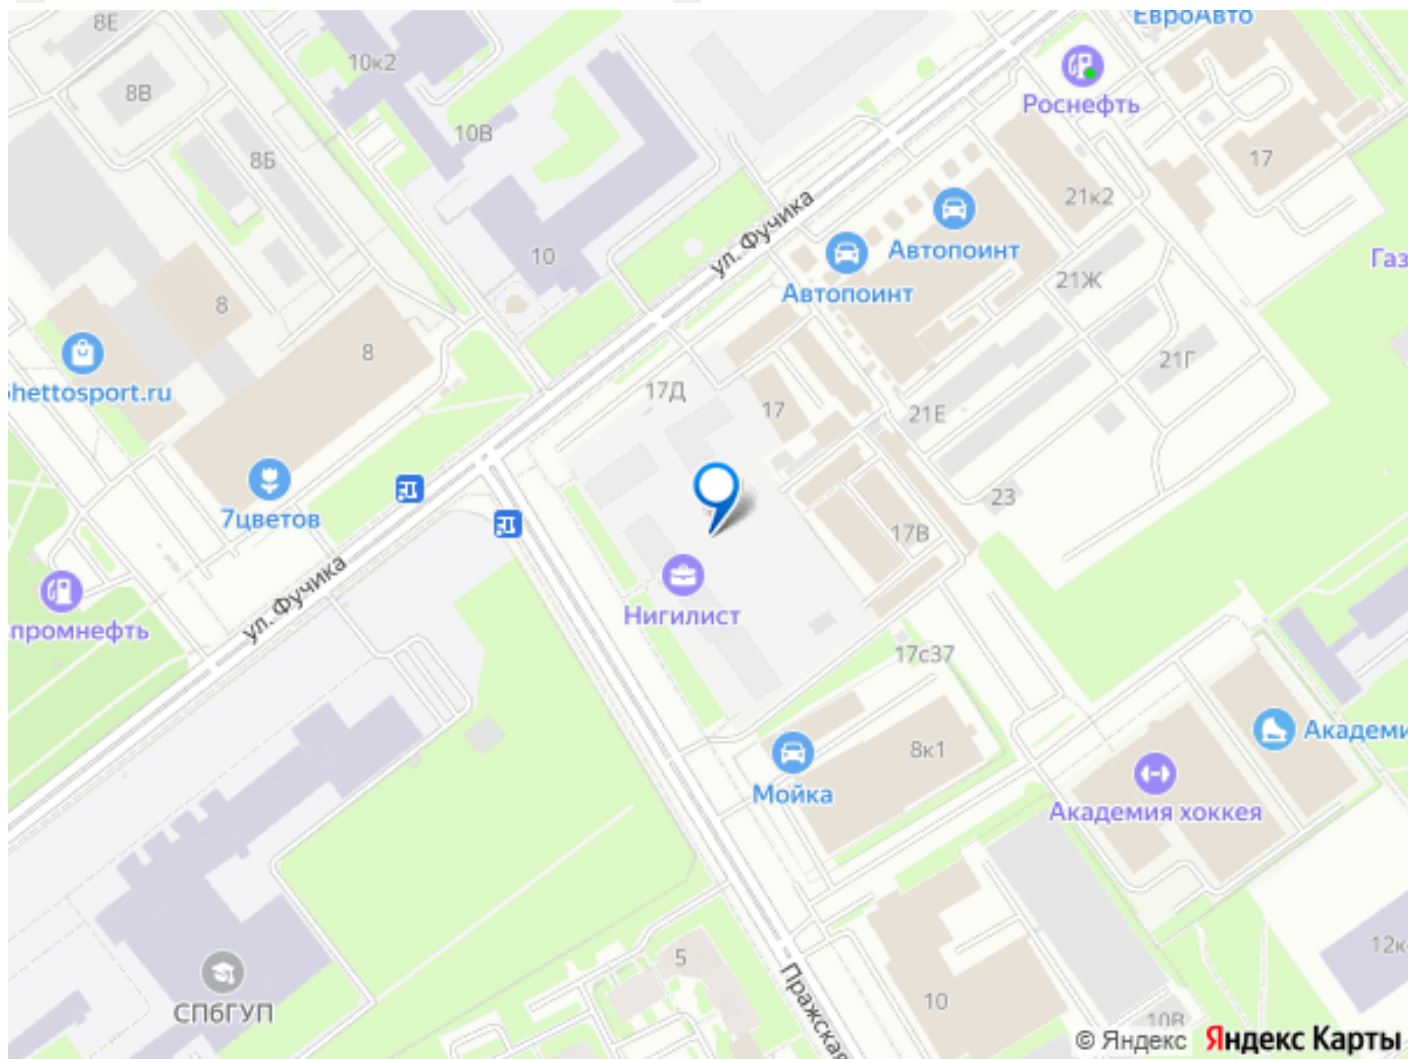 8Е
ЕвроАвто
10к2
Роснефть
8В
10В
8Б
17
21к2
ул. Фучика
Автопоинт
10
Газ
21Ж
Автопоинт
8
8
21Г
hettosport.ru
17Д
17
21Е
23
7цветов
17В
ул. Фучика
Нигилист
промнефть
17с37
Академи
8к1
Мойка
Академия хоккея
12к
5
Пражская
10
СПбГУП
10В
© Яндекс Яндекс Карты